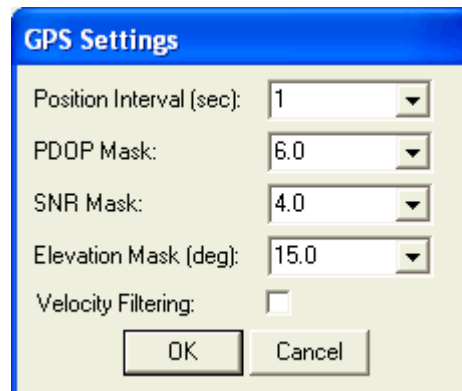 GPS Settings
Position Interval (sec): 1
PDOP Mask: 6.0
SNR Mask: 4.0
Elevation Mask (deg): 15.0
Velocity Filtering:
OK Cancel